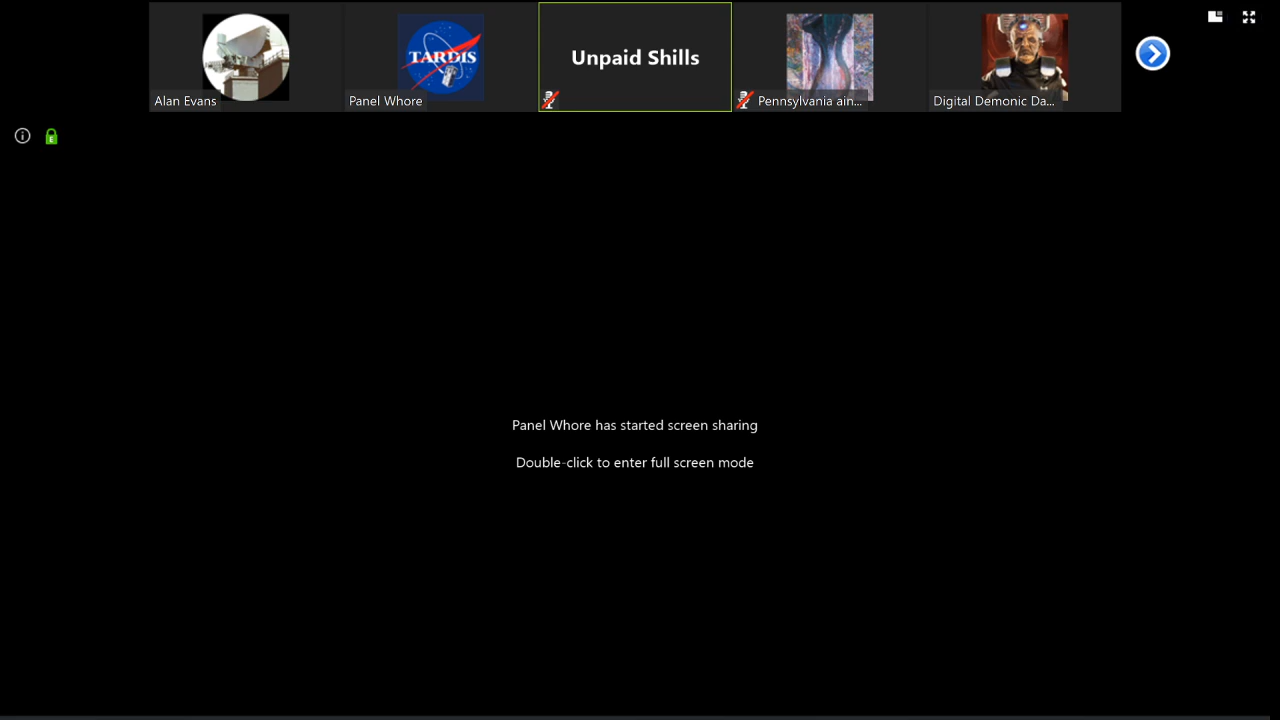 TARDIS
Unpaid Shills
Alan Evans
Panel Whore
Pennsylvania ain...
Digital Demonic Da...
E
Panel Whore has started screen sharing
Double-click to enter full screen mode